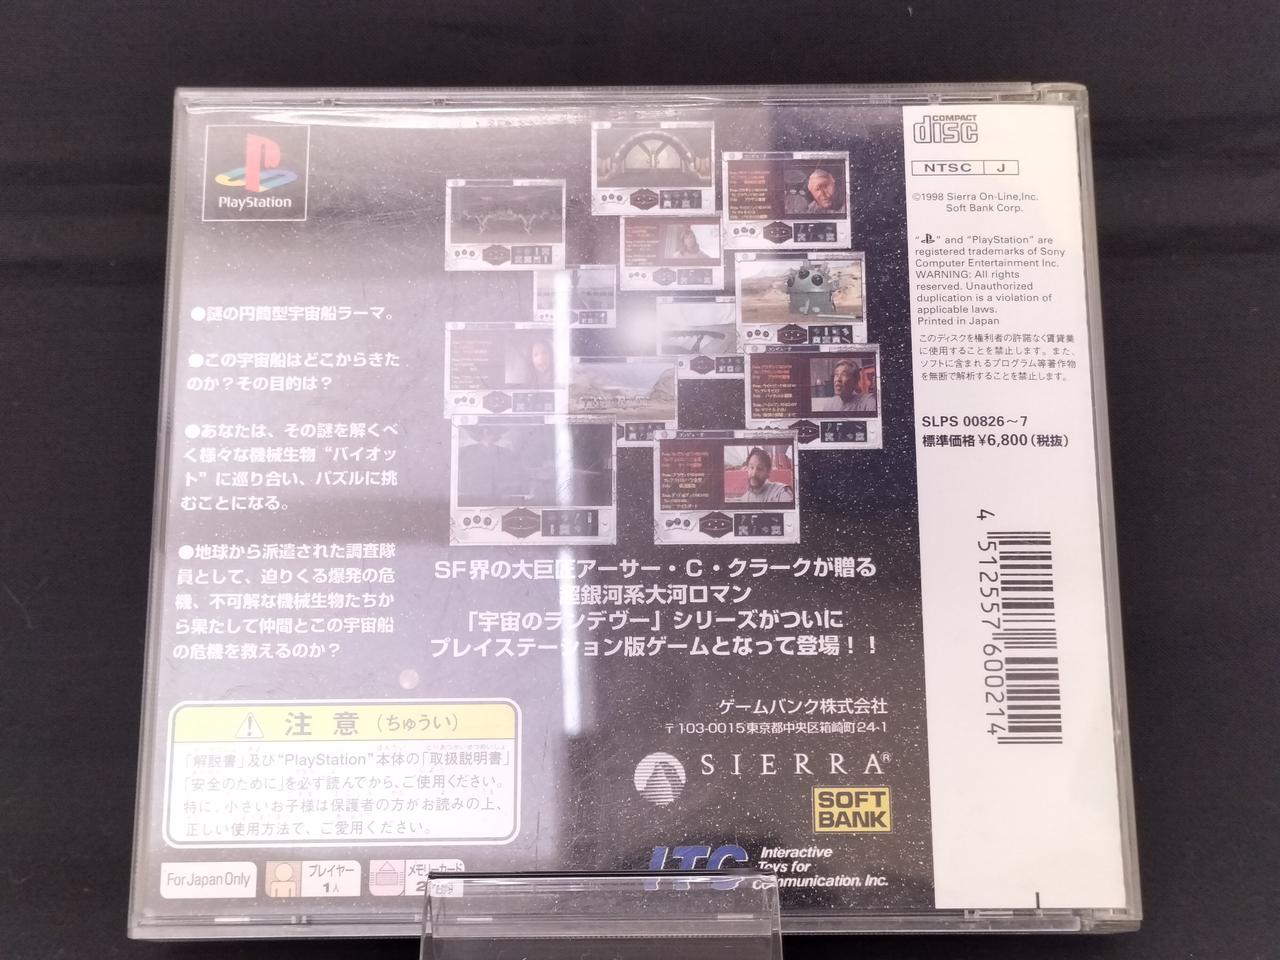 PlayStation
●謎の円筒型宇宙船ラーマ。
●この宇宙船はどこからきた
のか？その目的は？
●あなたは、その謎を解くべ
く様々な機械生物“バイオッ
ト”に巡り合い、パズルに挑
むことになる。
●地球から派遣された調査隊
員として、迫りくる爆発の危
機、不可解な機械生物たちか
ら果たして仲間とこの宇宙船
の危機を救えるのか？
SF界の大巨匠アーサー・C・クラークが贈る
超銀河系大河ロマン
「宇宙のランデヴー」シリーズがついに
プレイステーション版ゲームとなって登場！！
注意（ちゅうい）
「解説書」及び“PlayStation”本体の「取扱説明書」
「安全のために」を必ず読んでから、ご使用ください。
特に、小さいお子様は保護者の方がお読みの上、
正しい使用方法で、ご愛用ください。
For Japan Only
プレイヤー
1人
メモリーカード
ゲームバンク株式会社
〒103-0015東京都中央区箱崎町24-1
SIERRA®
SOFT
BANK
ITC
Interactive
Toys for
Communication, Inc.
COMPACT
disc
NTSC J
©1998 Sierra On-Line,Inc.
Soft Bank Corp.
“ ” and “PlayStation” are
registered trademarks of Sony
Computer Entertainment Inc.
WARNING: All rights
reserved. Unauthorized
duplication is a violation of
applicable laws.
Printed in Japan
このディスクを権利者の許諾なく賃貸業
に使用することを禁止します。また、
ソフトに含まれるプログラム等著作物
を無断で解析することを禁止します。
SLPS 00826～7
標準価格¥6,800(税抜)
4 512557 600214